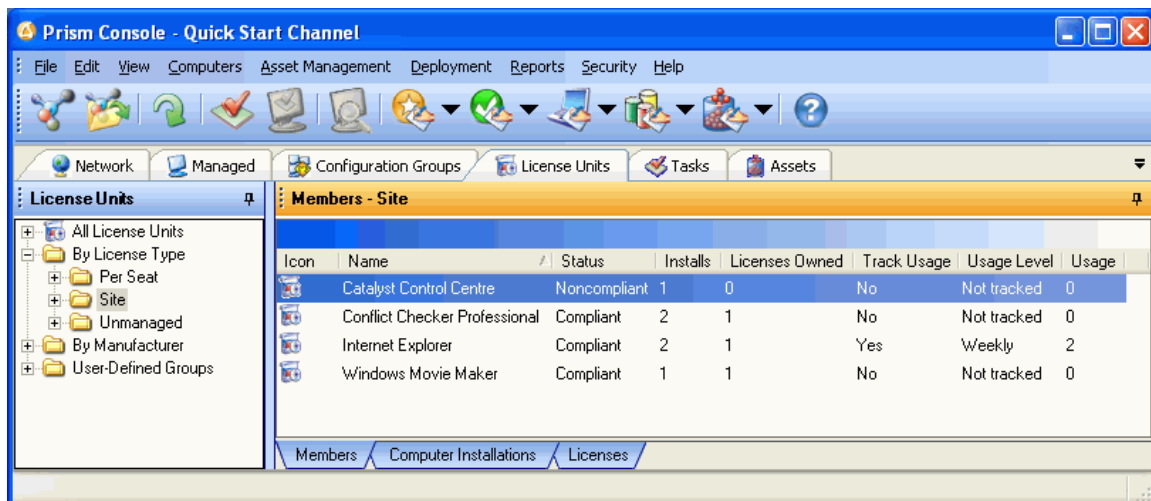 Prism Console - Quick Start Channel
File Edit View Computers Asset Management Deployment Reports Security Help
Network Managed Configuration Groups License Units Tasks Assets
License Units
Members - Site
All License Units
By License Type
Per Seat
Site
Unmanaged
By Manufacturer
User-Defined Groups
Icon Name Status Installs Licenses Owned Track Usage Usage Level Usage
Catalyst Control Centre Noncompliant 1 0 No Not tracked 0
Conflict Checker Professional Compliant 2 1 No Not tracked 0
Internet Explorer Compliant 2 1 Yes Weekly 2
Windows Movie Maker Compliant 1 1 No Not tracked 0
Members Computer Installations Licenses